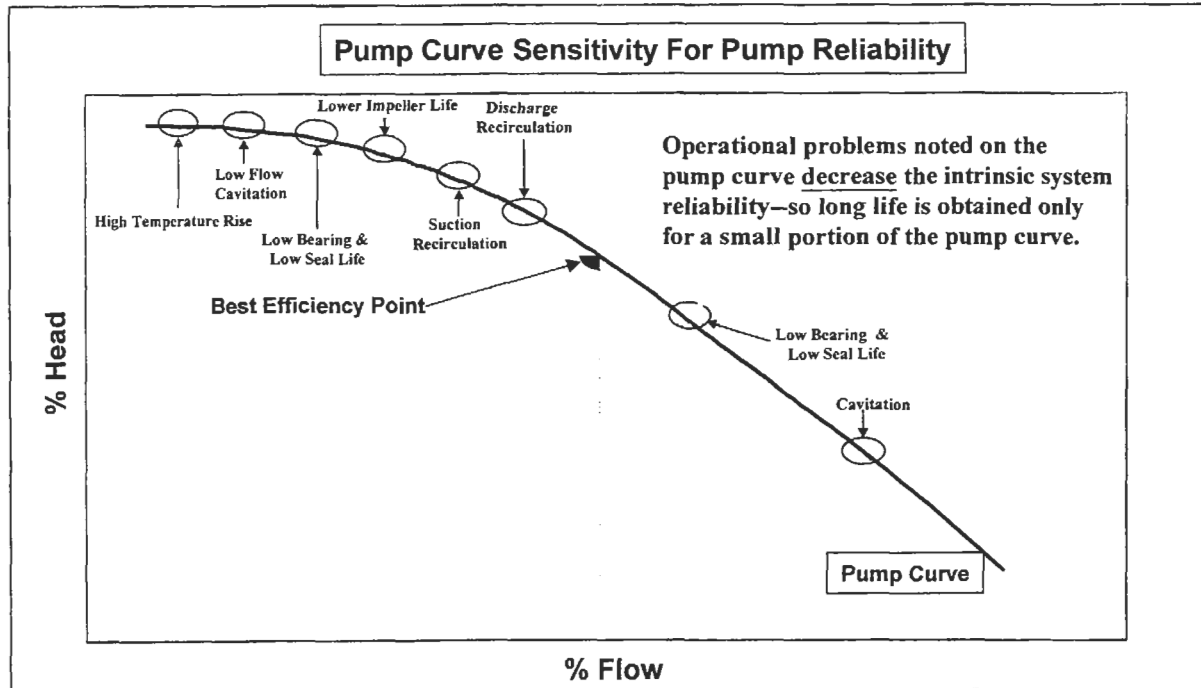 Pump Curve Sensitivity For Pump Reliability
Lower Impeller Life
Discharge
Recirculation
Operational problems noted on the
pump curve decrease the intrinsic system
reliability–so long life is obtained only
for a small portion of the pump curve.
Low Flow
Cavitation
High Temperature Rise
Low Bearing &
Low Seal Life
Suction
Recirculation
Best Efficiency Point
Low Bearing &
Low Seal Life
Cavitation
% Head
Pump Curve
% Flow